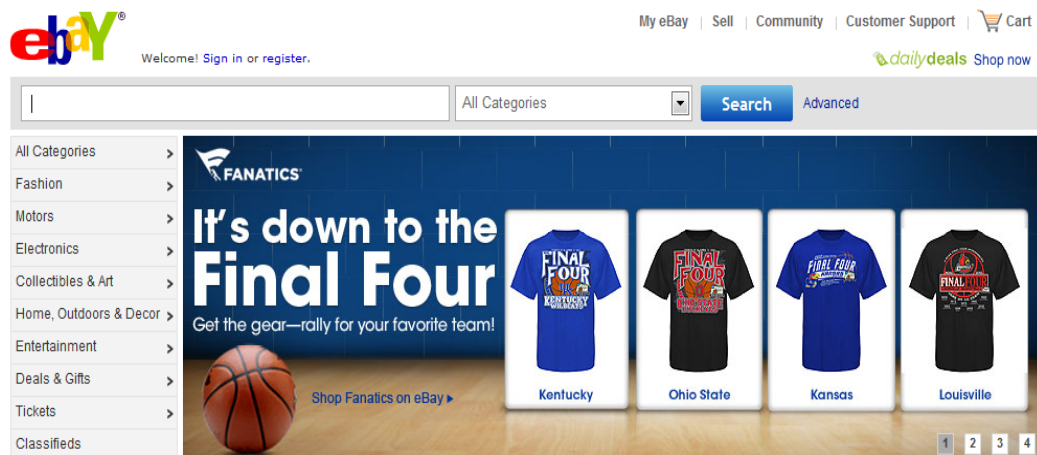 ebaY®
My eBay | Sell | Community | Customer Support | Cart
Welcome! Sign in or register.
dailydeals Shop now
All Categories
Search
Advanced
All Categories
Fashion
Motors
Electronics
Collectibles & Art
Home, Outdoors & Decor
Entertainment
Deals & Gifts
Tickets
Classifieds
FANATICS
It's down to the
Final Four
Get the gear—rally for your favorite team!
Shop Fanatics on eBay
FINAL
FOUR
KENTUCKY
WILDCATS
Kentucky
FINAL
FOUR
OHIO STATE
Ohio State
FINAL FOUR
Kansas
FINAL FOUR
Louisville
1 2 3 4